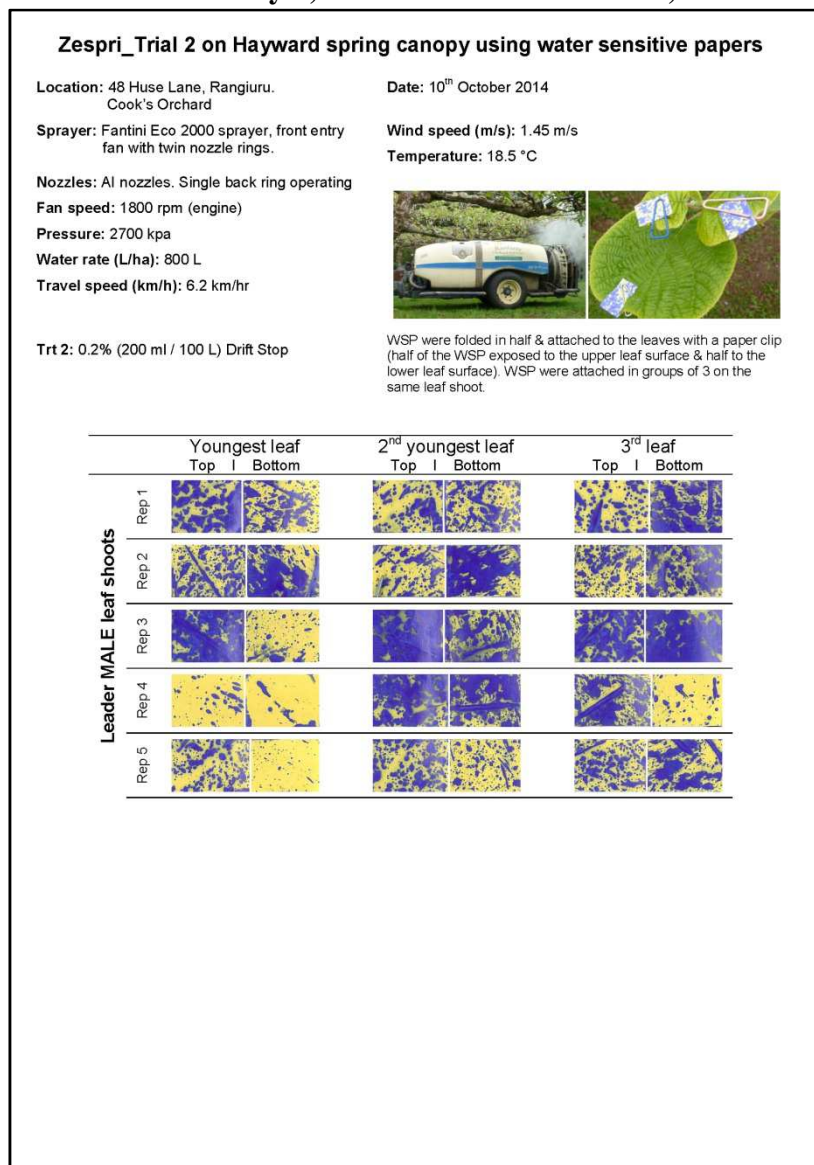 Zespri_Trial 2 on Hayward spring canopy using water sensitive papers
Location: 48 Huse Lane, Rangiuru.
Cook's Orchard
Date: 10th October 2014
Sprayer: Fantini Eco 2000 sprayer, front entry
fan with twin nozzle rings.
Wind speed (m/s): 1.45 m/s
Temperature: 18.5 °C
Nozzles: AI nozzles. Single back ring operating
Fan speed: 1800 rpm (engine)
Pressure: 2700 kpa
Water rate (L/ha): 800 L
Travel speed (km/h): 6.2 km/hr
Trt 2: 0.2% (200 ml / 100 L) Drift Stop
WSP were folded in half & attached to the leaves with a paper clip
(half of the WSP exposed to the upper leaf surface & half to the
lower leaf surface). WSP were attached in groups of 3 on the
same leaf shoot.
Youngest leaf 2nd youngest leaf 3rd leaf
Top I Bottom Top I Bottom Top I Bottom
Leader MALE leaf shoots
Rep 1
Rep 2
Rep 3
Rep 4
Rep 5